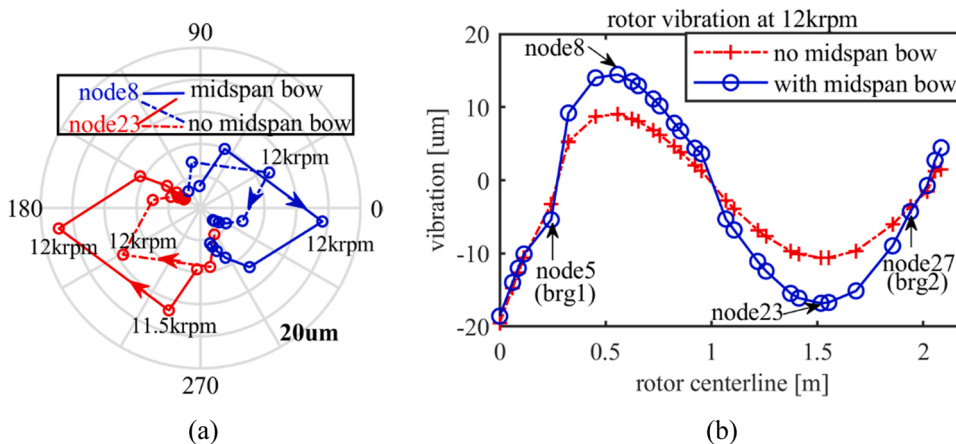 90
node8 midspan bow
node23 no midspan bow
12krpm
180
0
12krpm
12krpm
12krpm
11.5krpm
20um
270
(a)
rotor vibration at 12krpm
20
10
0
-10
-20
vibration [um]
node8
no midspan bow
with midspan bow
node5
(brg1)
node27
(brg2)
node23
0
0.5
1
1.5
2
rotor centerline [m]
(b)